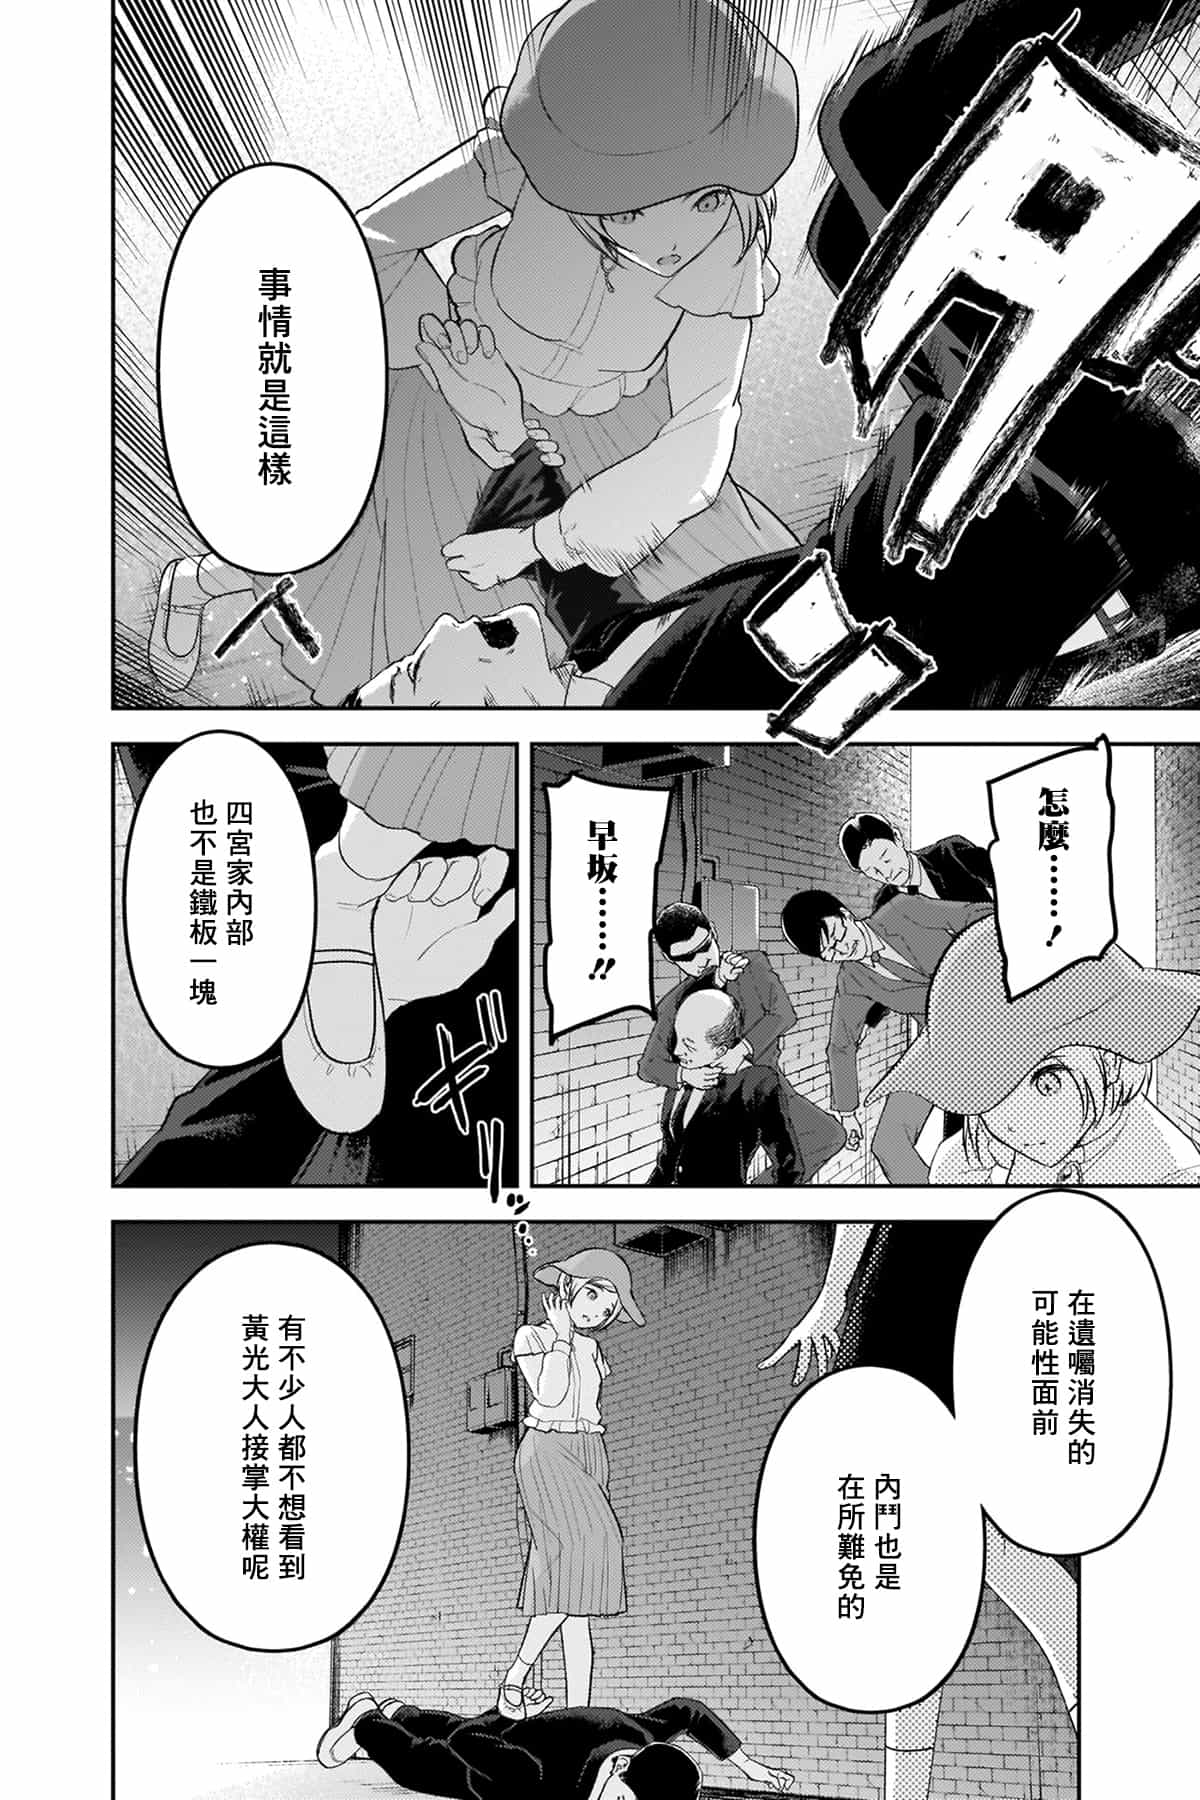 事情就是這樣
怎麼……！
早坂………！！
四宮家內部
也不是鐵板一塊
在遺囑消失的
可能性面前
內鬥也是
在所難免的
有不少人都不想看到
黃光大人接掌大權呢